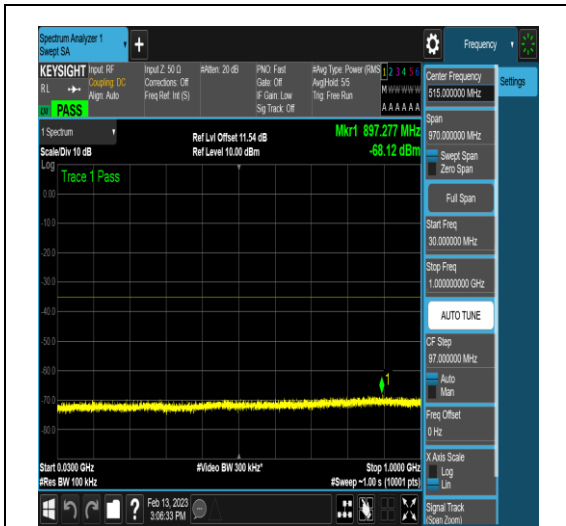 Spectrum Analyzer 1
Swept SA
+
Frequency
KEYSIGHT
Input: RF
Coupling: DC
Align: Auto
RL
PASS
Input Z: 50 Ω
Corrections: Off
Freq Ref: Int (S)
#Atten: 20 dB
PNO: Fast
Gate: Off
IF Gain: Low
Sig Track: Off
#Avg Type: Power (RMS
Avg|Hold: 5/5
Trig: Free Run
1 2 3 4 5 6
M W W W W W
A A A A A A
1 Spectrum
Scale/Div 10 dB
Ref Lvl Offset 11.54 dB
Ref Level 10.00 dBm
Mkr1 897.277 MHz
-68.12 dBm
Log
Trace 1 Pass
0.00
-10.0
-20.0
-30.0
-40.0
-50.0
-60.0
-70.0
-80.0
1
Start 0.0300 GHz
#Res BW 100 kHz
#Video BW 300 kHz*
Stop 1.0000 GHz
#Sweep ~1.00 s (10001 pts)
Feb 13, 2023
3:06:33 PM
Center Frequency
515.000000 MHz
Settings
Span
970.000000 MHz
Swept Span
Zero Span
Full Span
Start Freq
30.000000 MHz
Stop Freq
1.000000000 GHz
AUTO TUNE
CF Step
97.000000 MHz
Auto
Man
Freq Offset
0 Hz
X Axis Scale
Log
Lin
Signal Track
(Span Zoom)